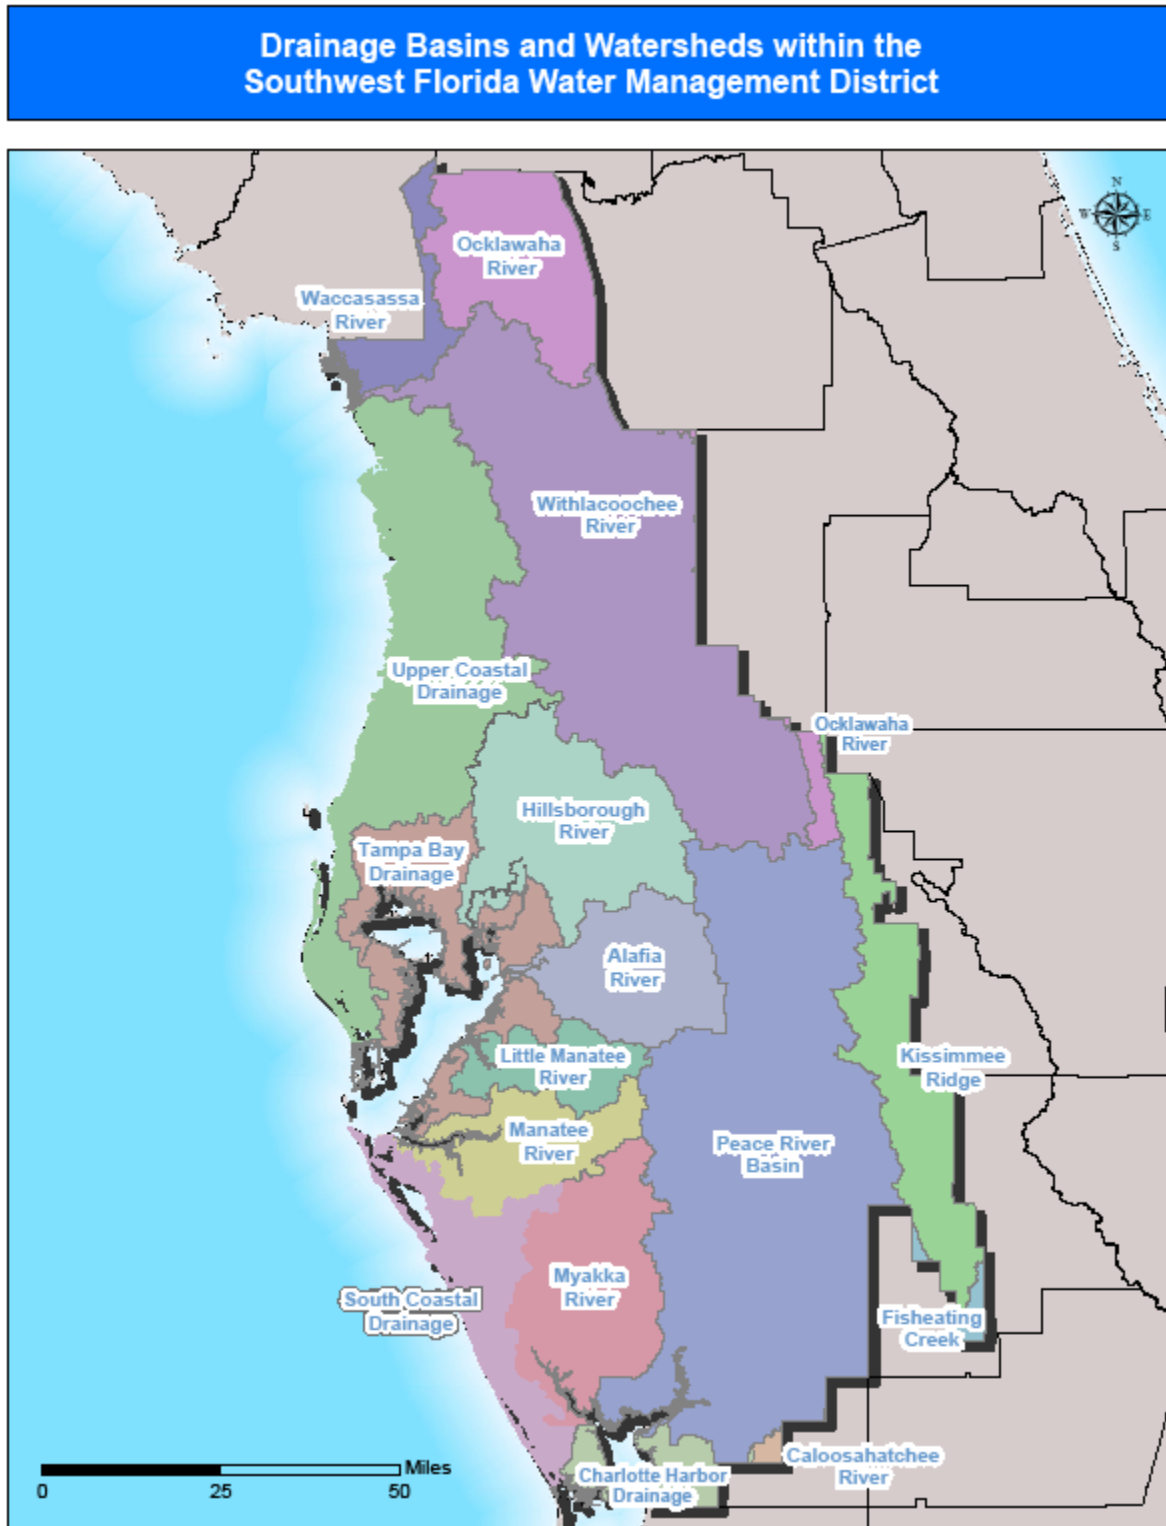 Drainage Basins and Watersheds within the
Southwest Florida Water Management District
N
W E
S
Ocklawaha
River
Waccasassa
River
Withlacoochee
River
Upper Coastal
Drainage
Ocklawaha
River
Hillsborough
River
Tampa Bay
Drainage
Alafia
River
Little Manatee
River
Kissimmee
Ridge
Manatee
River
Peace River
Basin
Myakka
River
South Coastal
Drainage
Fisheating
Creek
Caloosahatchee
River
Charlotte Harbor
Drainage
Miles
0 25 50